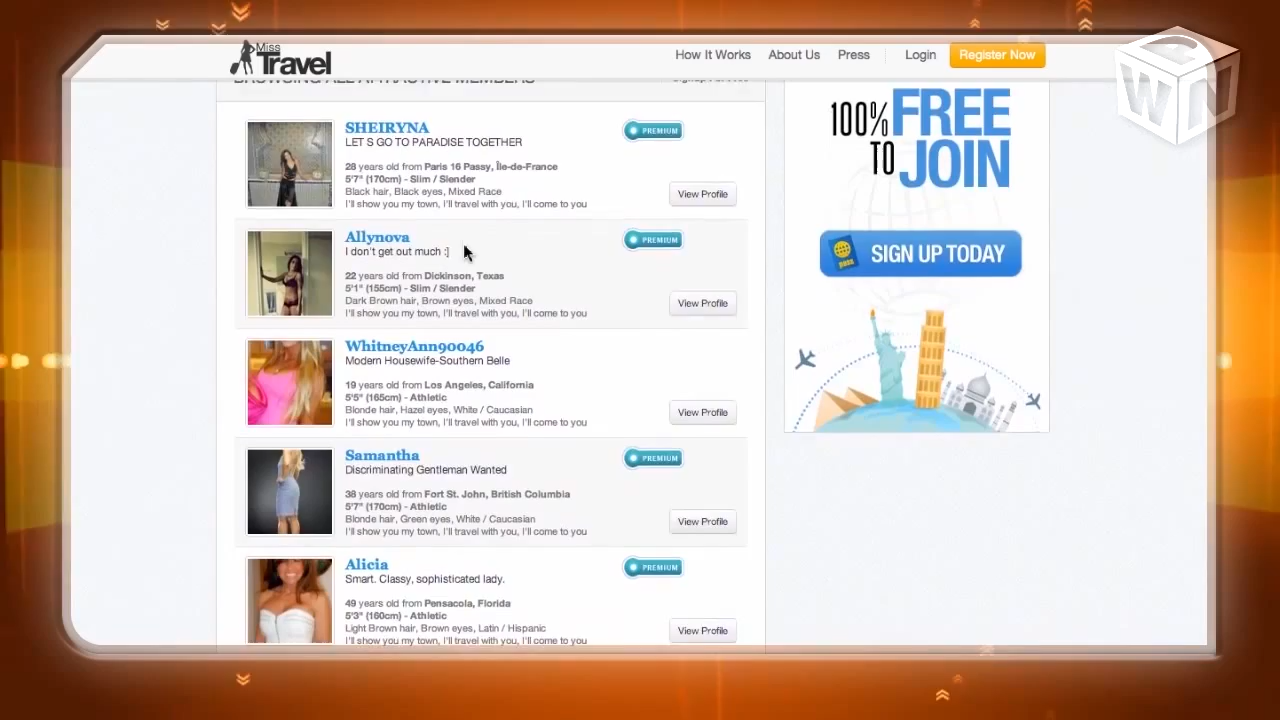 Miss
Travel
How It Works
About Us
Press
Login
Register Now
BROWSING ALL ATTRACTIVE MEMBERS
SHEIRYNA
PREMIUM
LET S GO TO PARADISE TOGETHER
28 years old from Paris 16 Passy, Île-de-France
5'7" (170cm) - Slim / Slender
Black hair, Black eyes, Mixed Race
View Profile
I'll show you my town, I'll travel with you, I'll come to you
Allynova
PREMIUM
I don't get out much :]
22 years old from Dickinson, Texas
5'1" (155cm) - Slim / Slender
Dark Brown hair, Brown eyes, Mixed Race
View Profile
I'll show you my town, I'll travel with you, I'll come to you
WhitneyAnn90046
Modern Housewife-Southern Belle
19 years old from Los Angeles, California
5'5" (165cm) - Athletic
Blonde hair, Hazel eyes, White / Caucasian
View Profile
I'll show you my town, I'll travel with you, I'll come to you
Samantha
PREMIUM
Discriminating Gentleman Wanted
38 years old from Fort St. John, British Columbia
5'7" (170cm) - Athletic
Blonde hair, Green eyes, White / Caucasian
View Profile
I'll show you my town, I'll travel with you, I'll come to you
Alicia
PREMIUM
Smart. Classy, sophisticated lady.
49 years old from Pensacola, Florida
5'3" (160cm) - Athletic
Light Brown hair, Brown eyes, Latin / Hispanic
View Profile
I'll show you my town, I'll travel with you, I'll come to you
100% FREE
TO JOIN
SIGN UP TODAY
W N